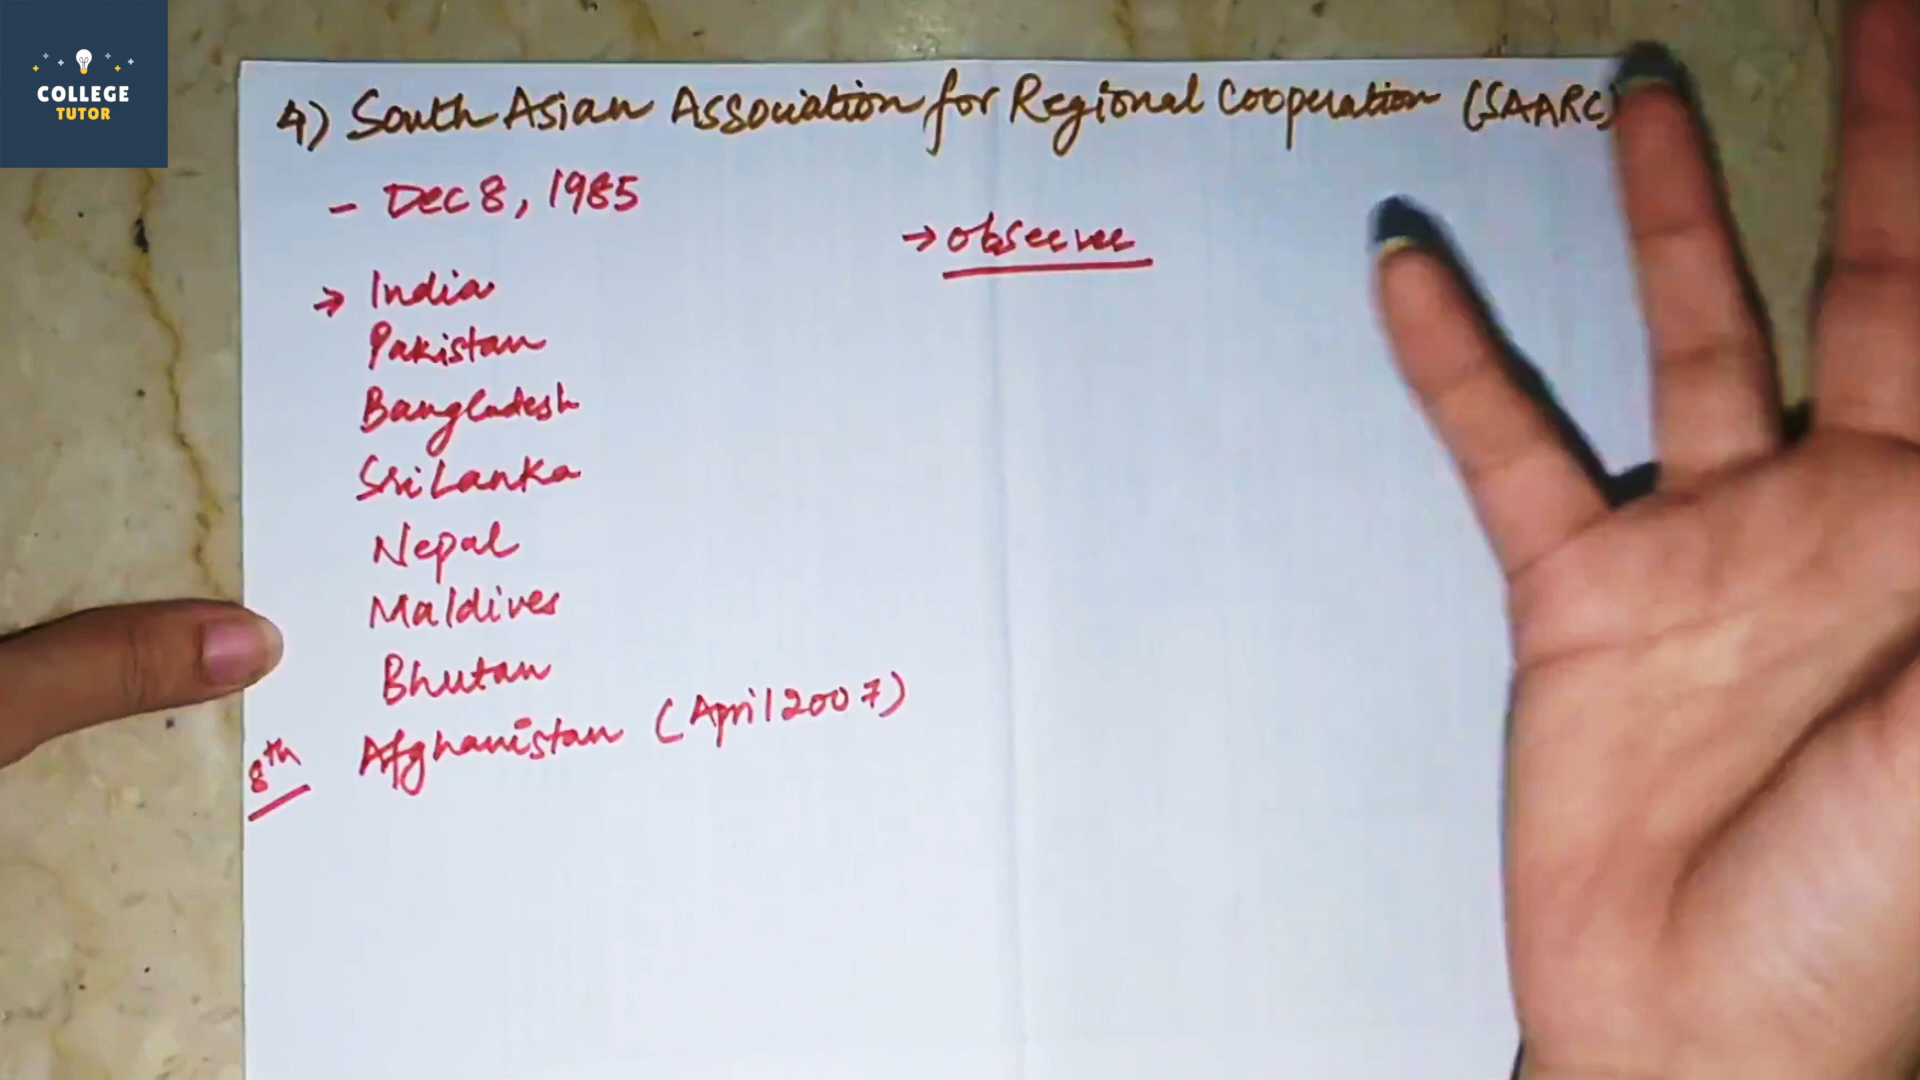 COLLEGE
TUTOR
4) South Asian Association for Regional Cooperation (SAARC)
- Dec 8, 1985
→ observer
→ India
Pakistan
Bangladesh
Sri Lanka
Nepal
Maldives
Bhutan
8th Afghanistan (April 2007)